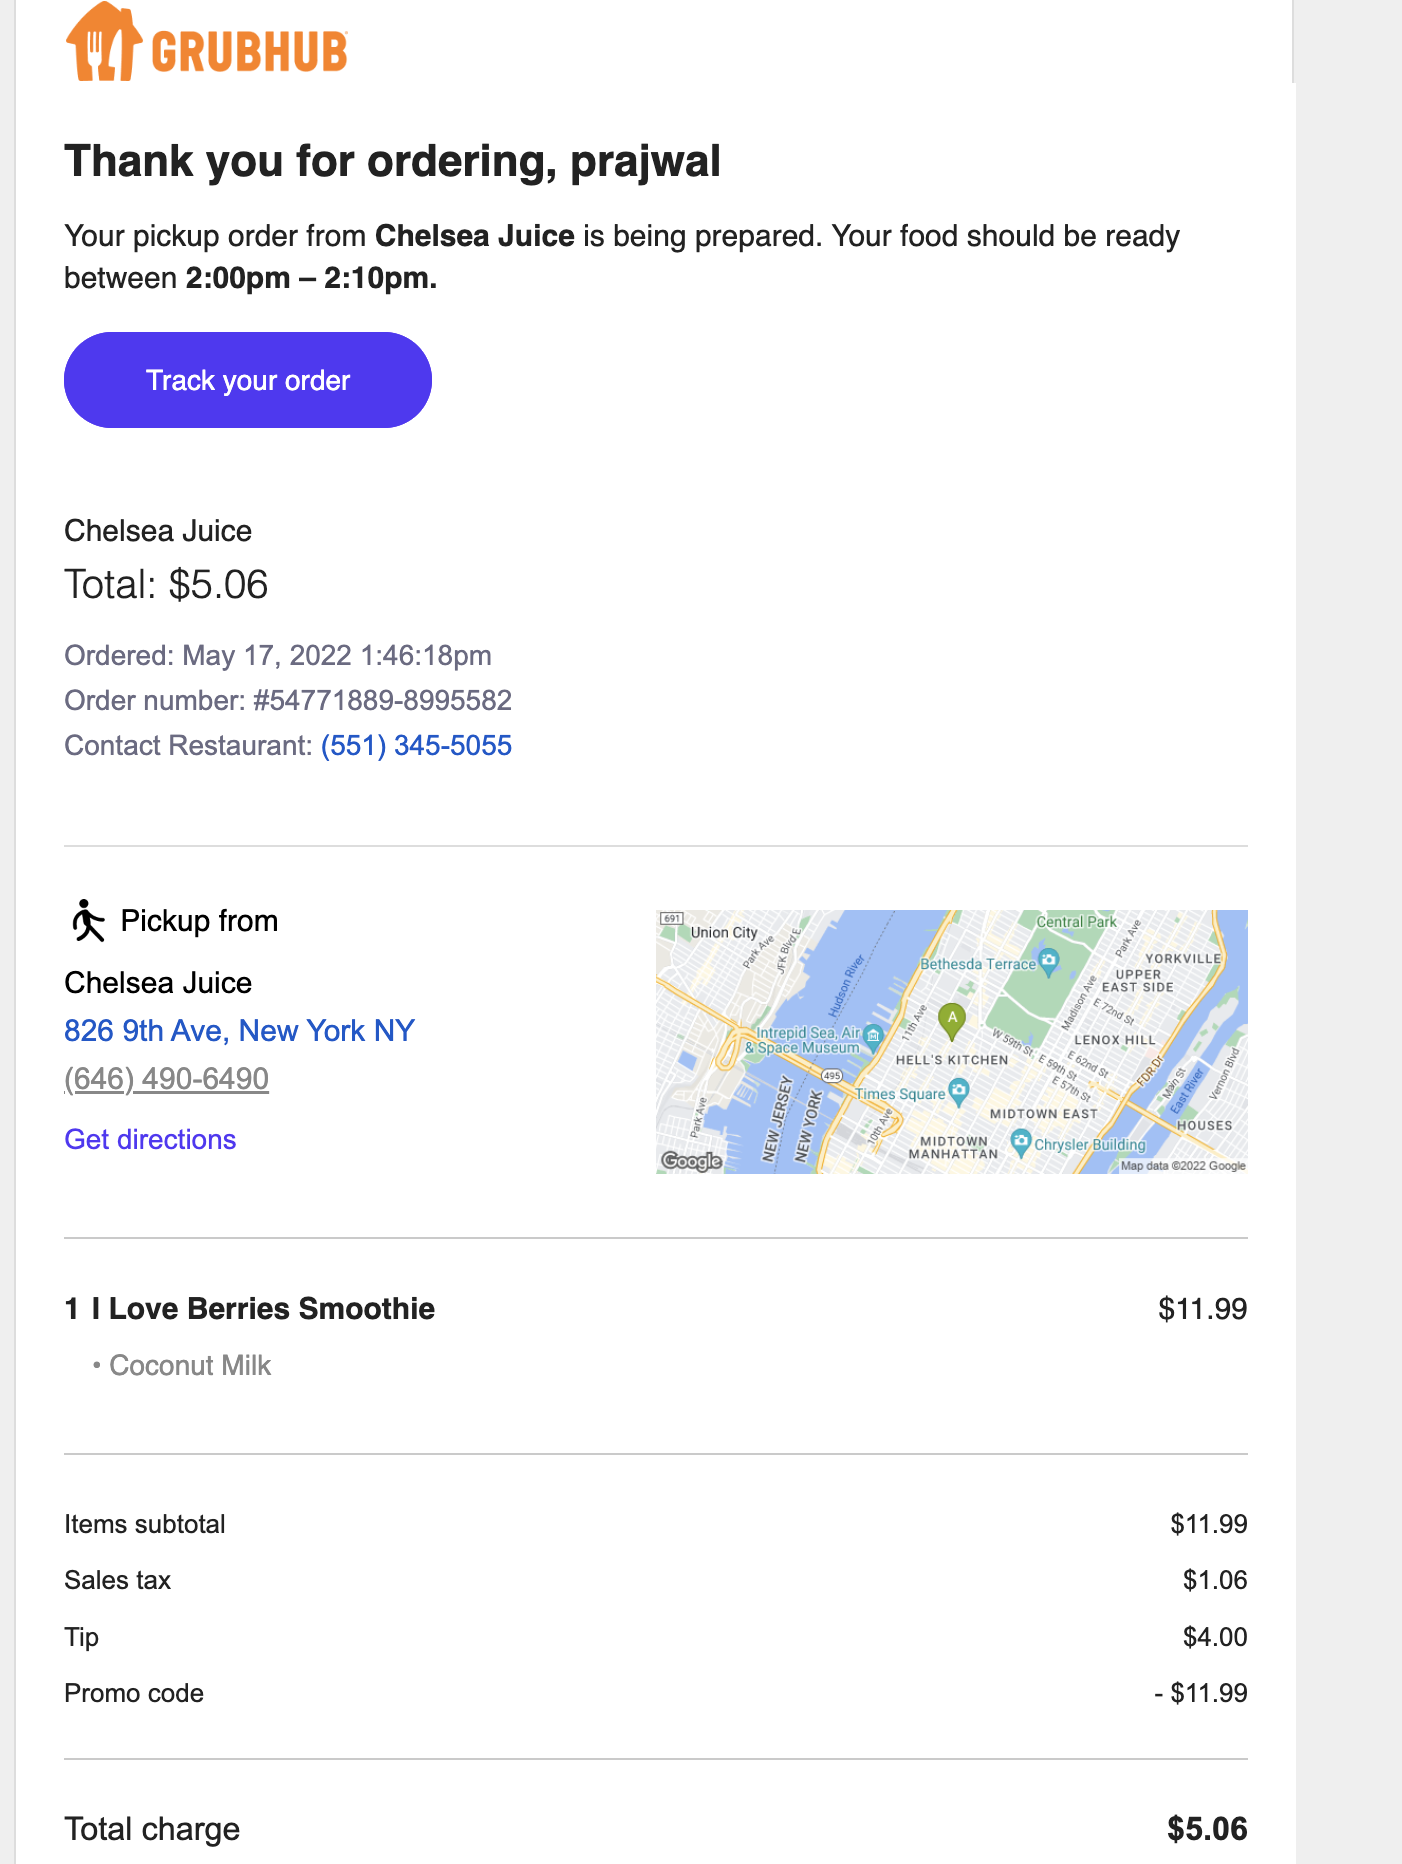 GRUBHUB
Thank you for ordering, prajwal
Your pickup order from Chelsea Juice is being prepared. Your food should be ready
between 2:00pm – 2:10pm.
Track your order
Chelsea Juice
Total: $5.06
Ordered: May 17, 2022 1:46:18pm
Order number: #54771889-8995582
Contact Restaurant: (551) 345-5055
Pickup from
Chelsea Juice
826 9th Ave, New York NY
(646) 490-6490
Get directions
691
Union City
Park Ave
JFK Blvd E
Hudson River
Central Park
Park Ave
Bethesda Terrace
YORKVILLE
UPPER
EAST SIDE
Madison Ave
E 72nd St
A
11th Ave
Intrepid Sea, Air
& Space Museum
W 59th St
E 59th St
E 62nd St
E 57th St
LENOX HILL
HELL'S KITCHEN
FDR Dr
Main St
East River
Vernon Blvd
495
Times Square
NEW JERSEY
NEW YORK
Park Ave
10th Ave
MIDTOWN EAST
HOUSES
MIDTOWN
MANHATTAN
Chrysler Building
Google
Map data ©2022 Google
1 I Love Berries Smoothie $11.99
• Coconut Milk
Items subtotal $11.99
Sales tax $1.06
Tip $4.00
Promo code - $11.99
Total charge $5.06